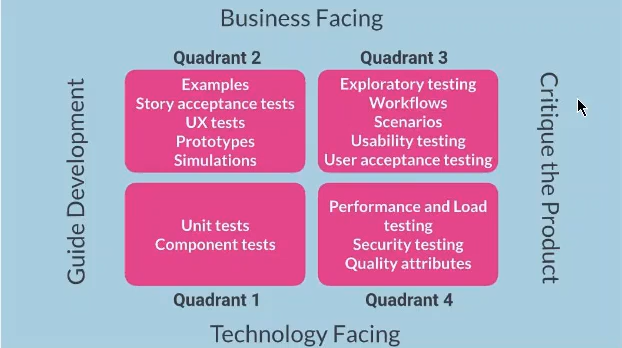 Business Facing
Quadrant 2
Quadrant 3
Guide Development
Examples
Story acceptance tests
UX tests
Prototypes
Simulations
Exploratory testing
Workflows
Scenarios
Usability testing
User acceptance testing
Critique the Product
Unit tests
Component tests
Performance and Load
testing
Security testing
Quality attributes
Quadrant 1
Quadrant 4
Technology Facing